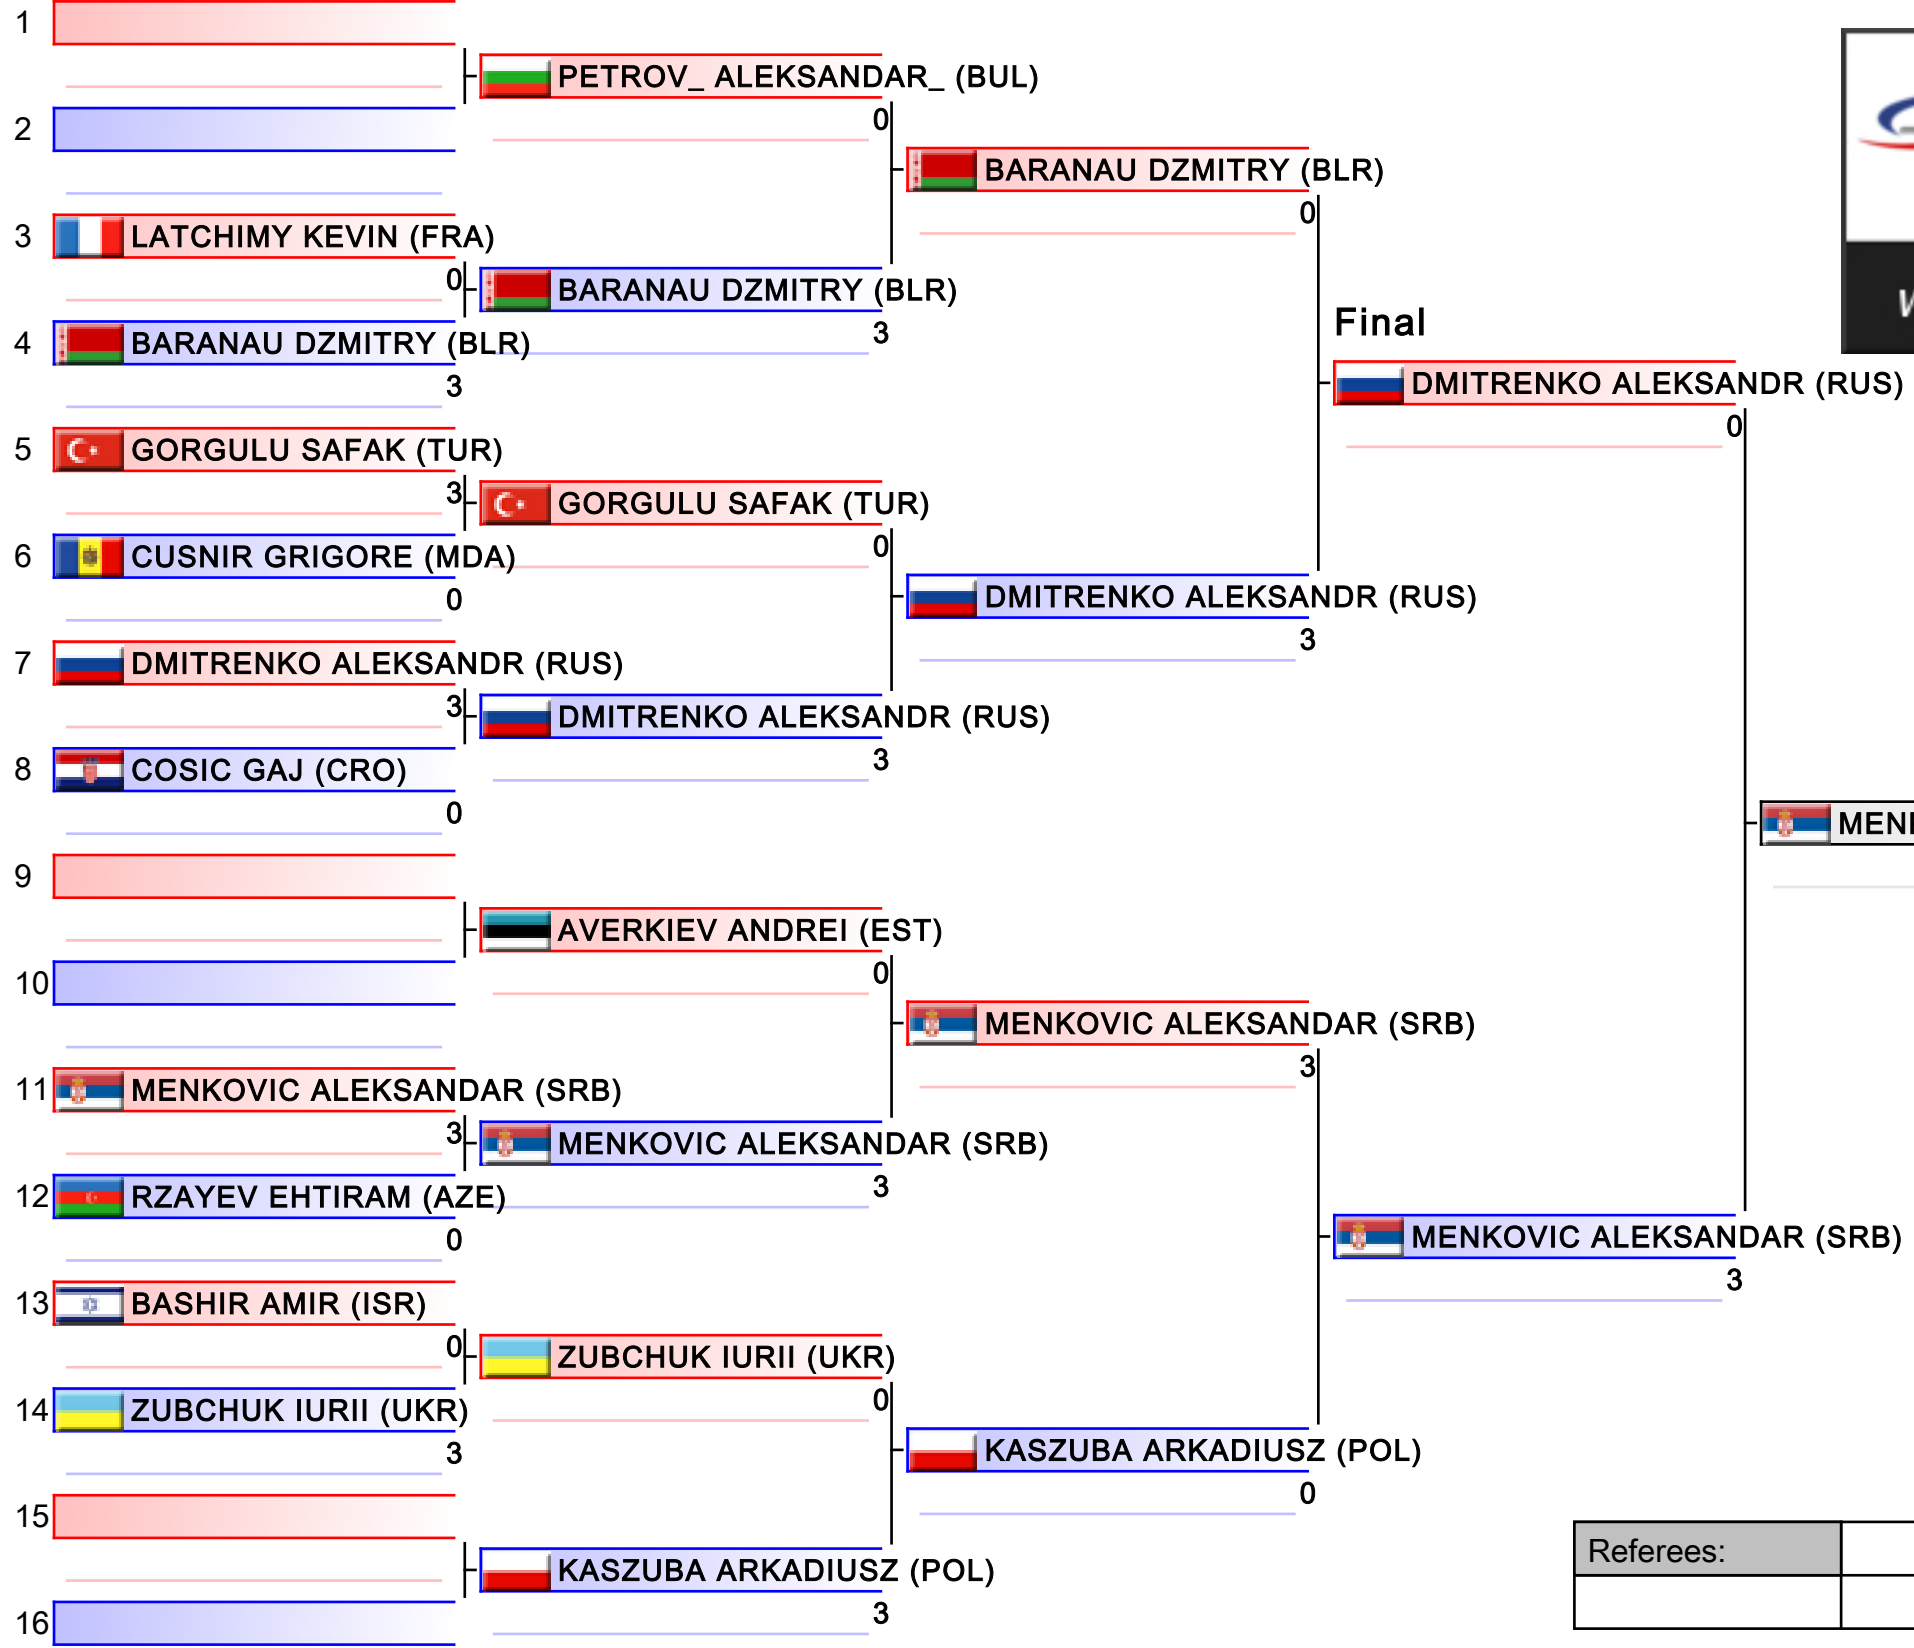 1
PETROV_ ALEKSANDAR_ (BUL)
0
2
BARANAU DZMITRY (BLR)
0
3 LATCHIMY KEVIN (FRA)
0
BARANAU DZMITRY (BLR)
3
4 BARANAU DZMITRY (BLR)
3
Final
DMITRENKO ALEKSANDR (RUS)
0
5 GORGULU SAFAK (TUR)
3
GORGULU SAFAK (TUR)
0
6 CUSNIR GRIGORE (MDA)
0
DMITRENKO ALEKSANDR (RUS)
3
7 DMITRENKO ALEKSANDR (RUS)
3
DMITRENKO ALEKSANDR (RUS)
3
8 COSIC GAJ (CRO)
0
9
AVERKIEV ANDREI (EST)
0
10
MENKOVIC ALEKSANDAR (SRB)
3
11 MENKOVIC ALEKSANDAR (SRB)
3
MENKOVIC ALEKSANDAR (SRB)
3
12 RZAYEV EHTIRAM (AZE)
0
MENKOVIC ALEKSANDAR (SRB)
3
13 BASHIR AMIR (ISR)
0
ZUBCHUK IURII (UKR)
0
14 ZUBCHUK IURII (UKR)
3
KASZUBA ARKADIUSZ (POL)
0
15
KASZUBA ARKADIUSZ (POL)
3
16
Referees: